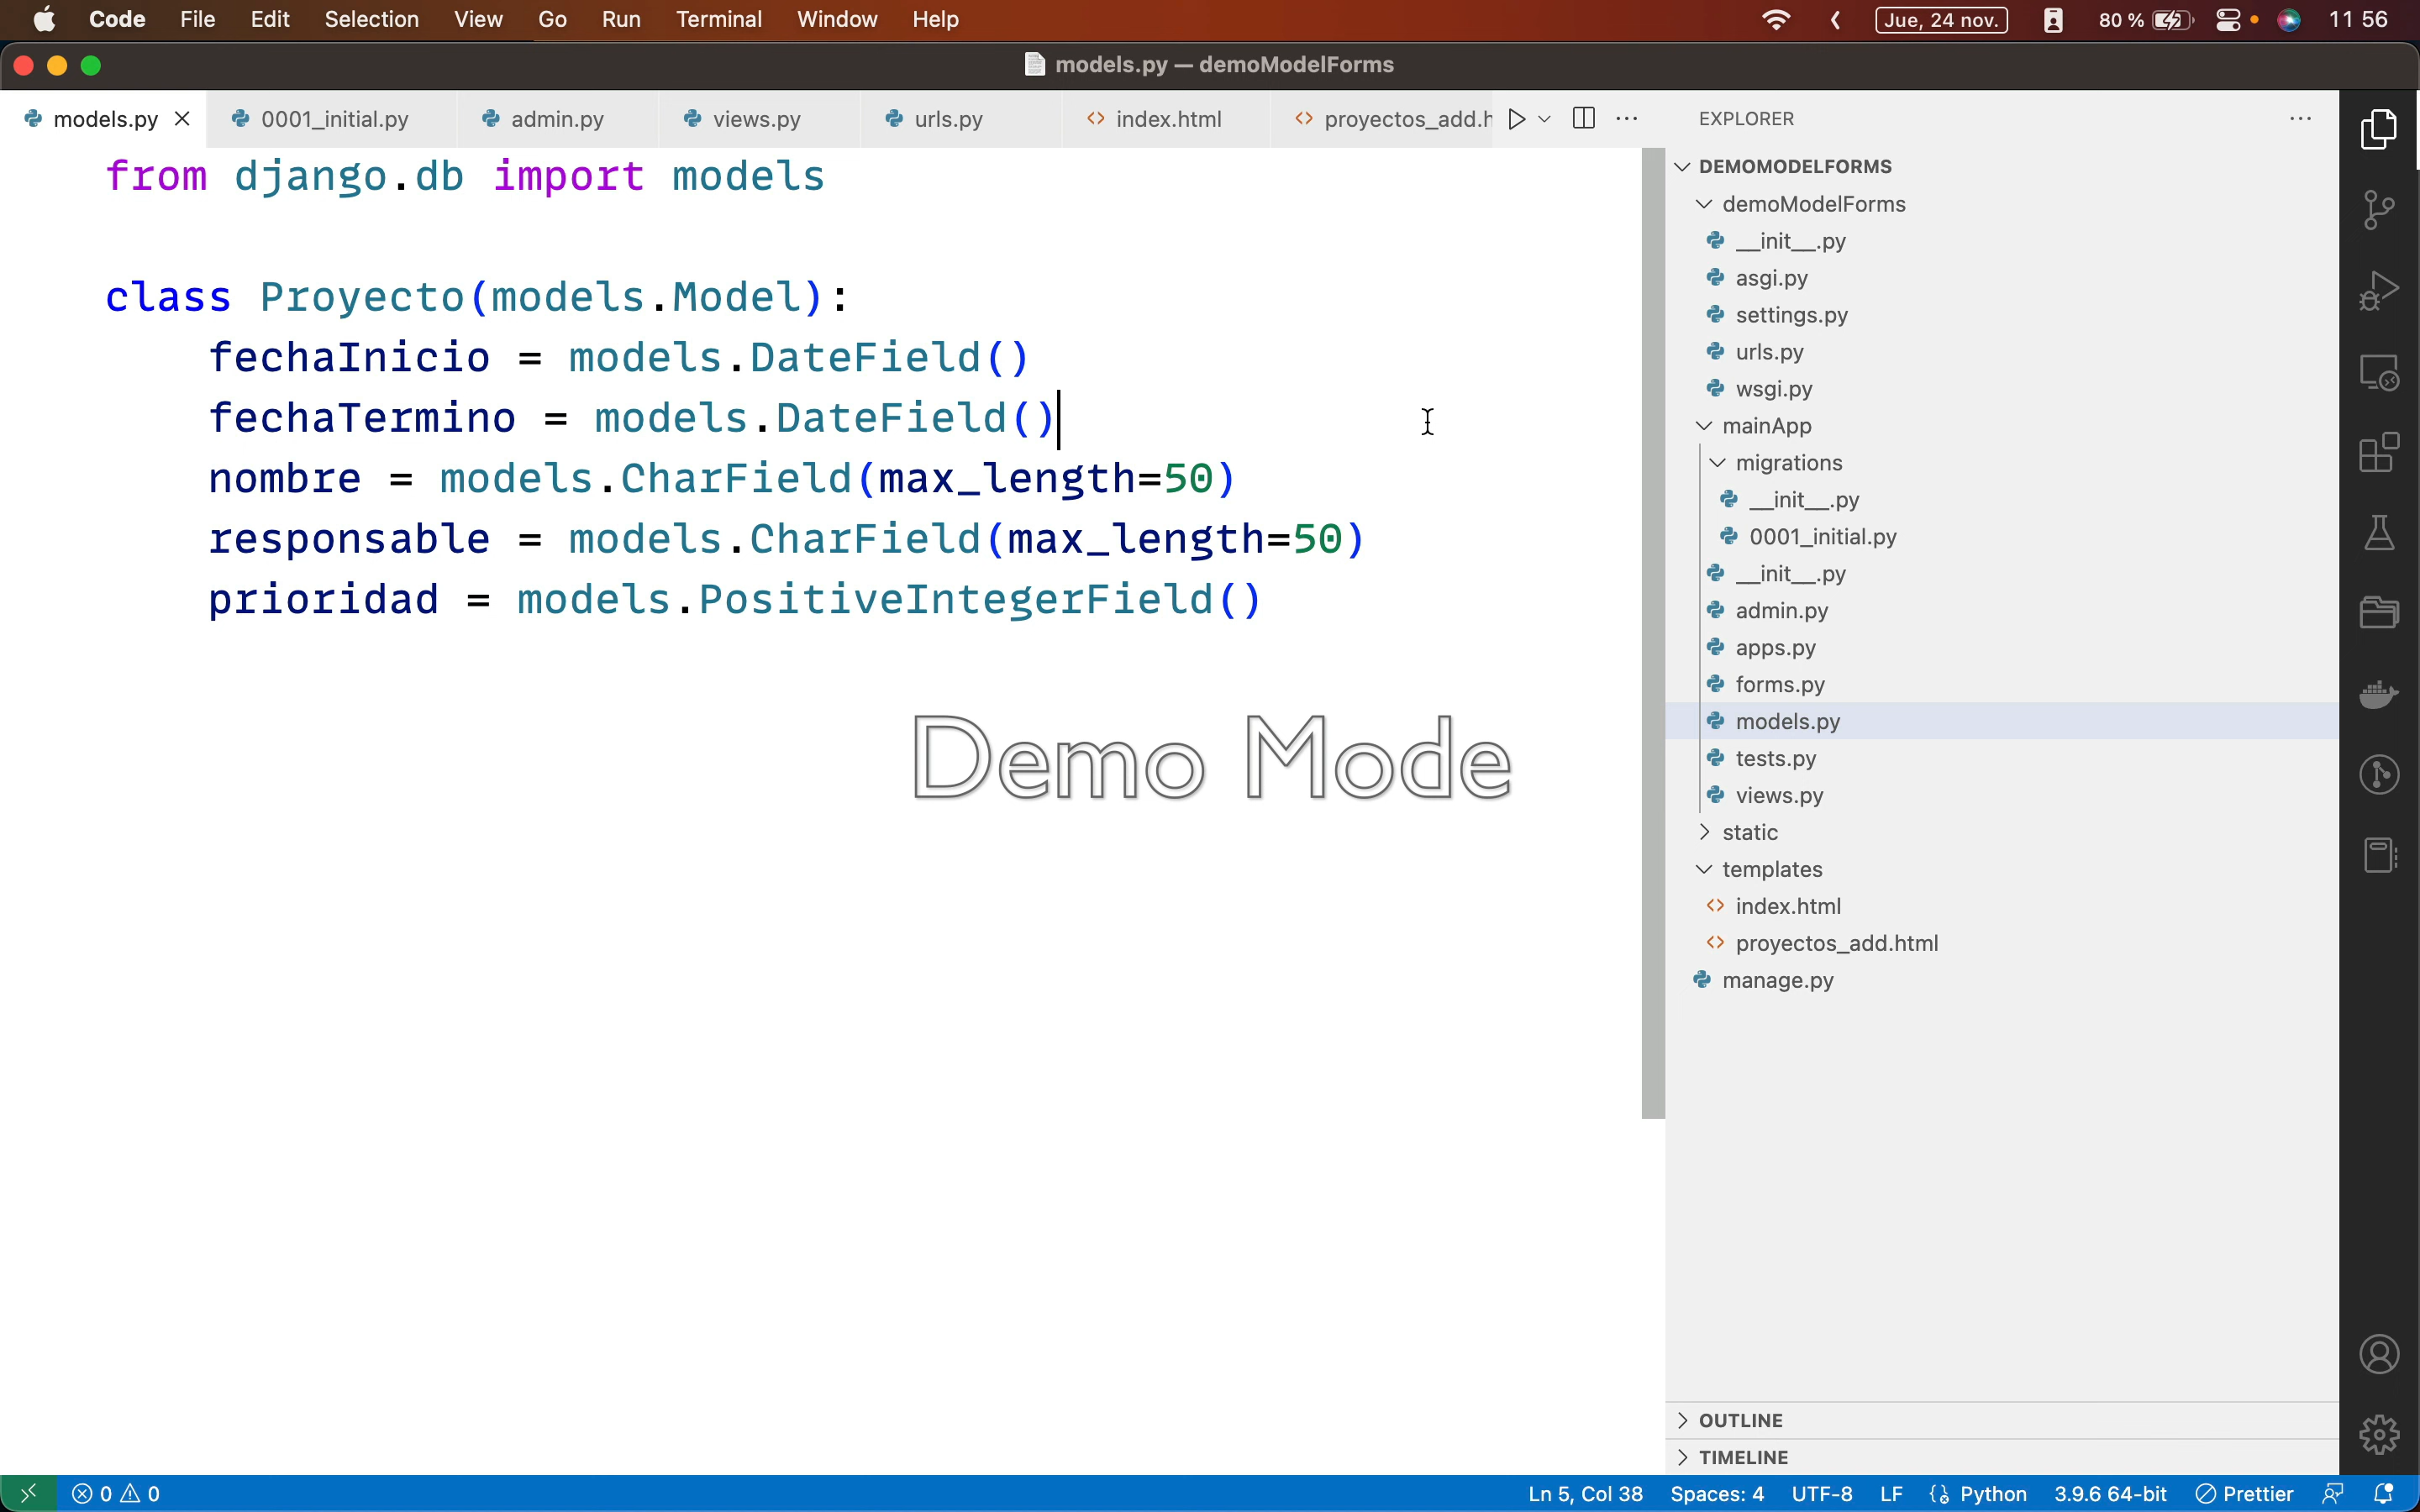 Code File Edit Selection View Go Run Terminal Window Help Jue, 24 nov. 80 % 11 56
models.py — demoModelForms
models.py 0001_initial.py admin.py views.py urls.py index.html proyectos_add.h
from django.db import models
class Proyecto(models.Model):
fechaInicio = models.DateField()
fechaTermino = models.DateField()
nombre = models.CharField(max_length=50)
responsable = models.CharField(max_length=50)
prioridad = models.PositiveIntegerField()
Demo Mode
EXPLORER
DEMOMODELFORMS
demoModelForms
__init__.py
asgi.py
settings.py
urls.py
wsgi.py
mainApp
migrations
__init__.py
0001_initial.py
__init__.py
admin.py
apps.py
forms.py
models.py
tests.py
views.py
static
templates
index.html
proyectos_add.html
manage.py
OUTLINE
TIMELINE
0 0 Ln 5, Col 38 Spaces: 4 UTF-8 LF Python 3.9.6 64-bit Prettier